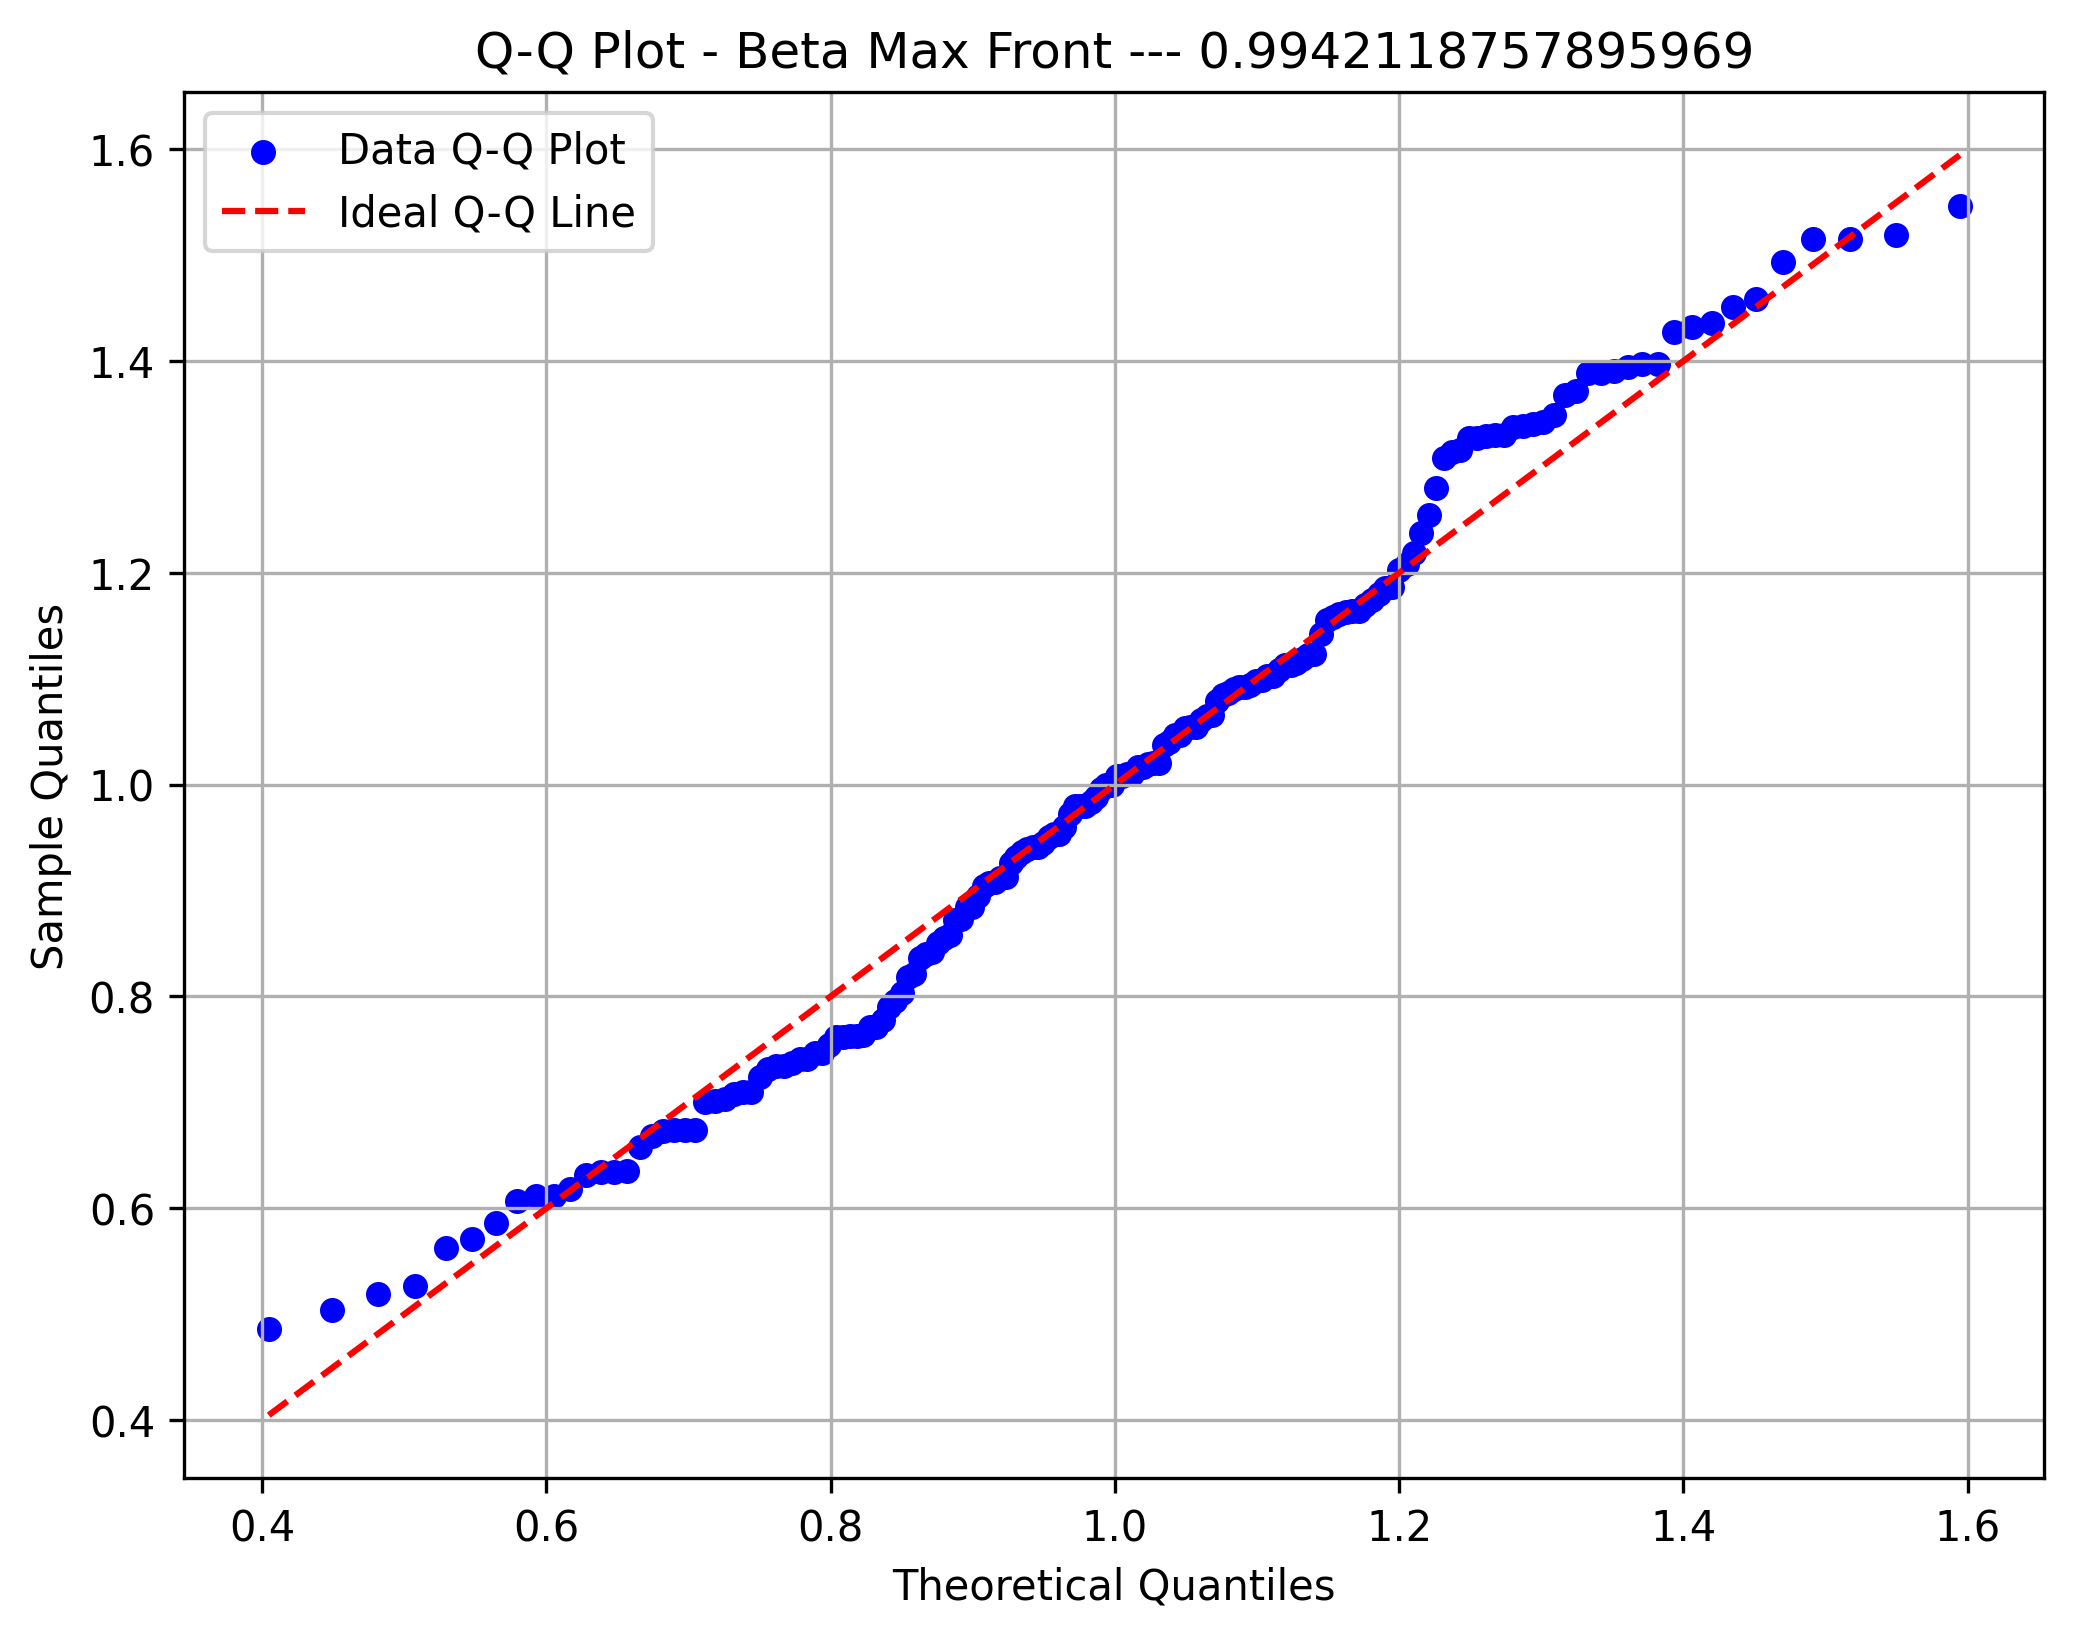 Q-Q Plot - Beta Max Front --- 0.9942118757895969
Data Q-Q Plot
Ideal Q-Q Line
1.6
1.4
1.2
1.0
0.8
0.6
0.4
Sample Quantiles
0.4 0.6 0.8 1.0 1.2 1.4 1.6
Theoretical Quantiles